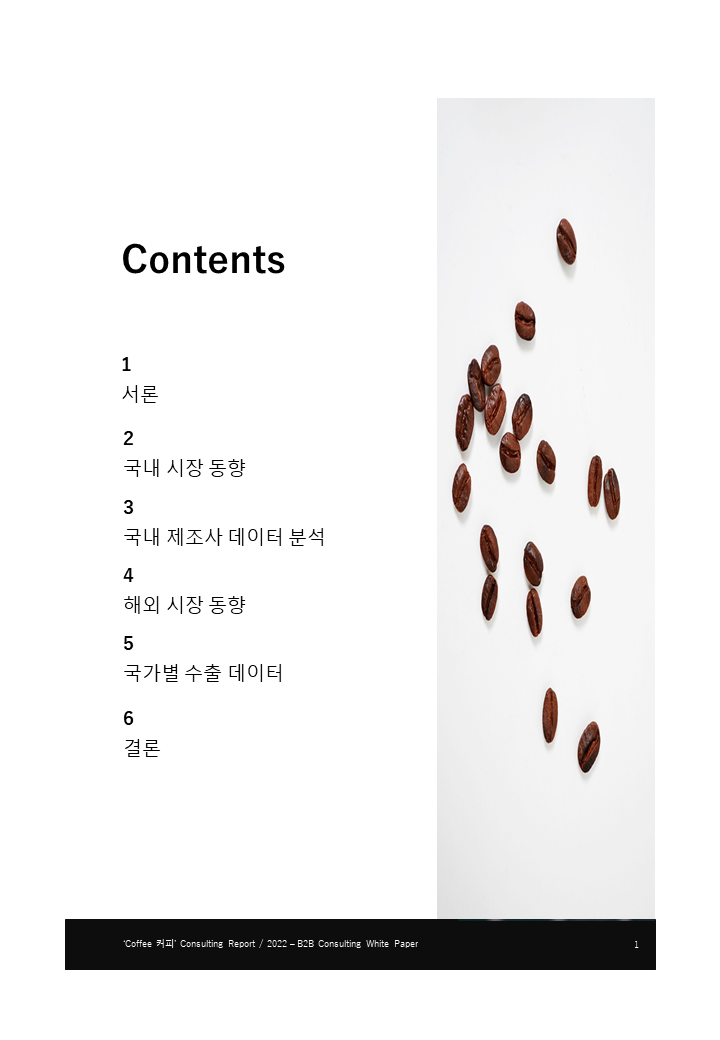 Contents
1
서론
2
국내 시장 동향
3
국내 제조사 데이터 분석
4
해외 시장 동향
5
국가별 수출 데이터
6
결론
'Coffee 커피' Consulting Report / 2022 – B2B Consulting White Paper
1